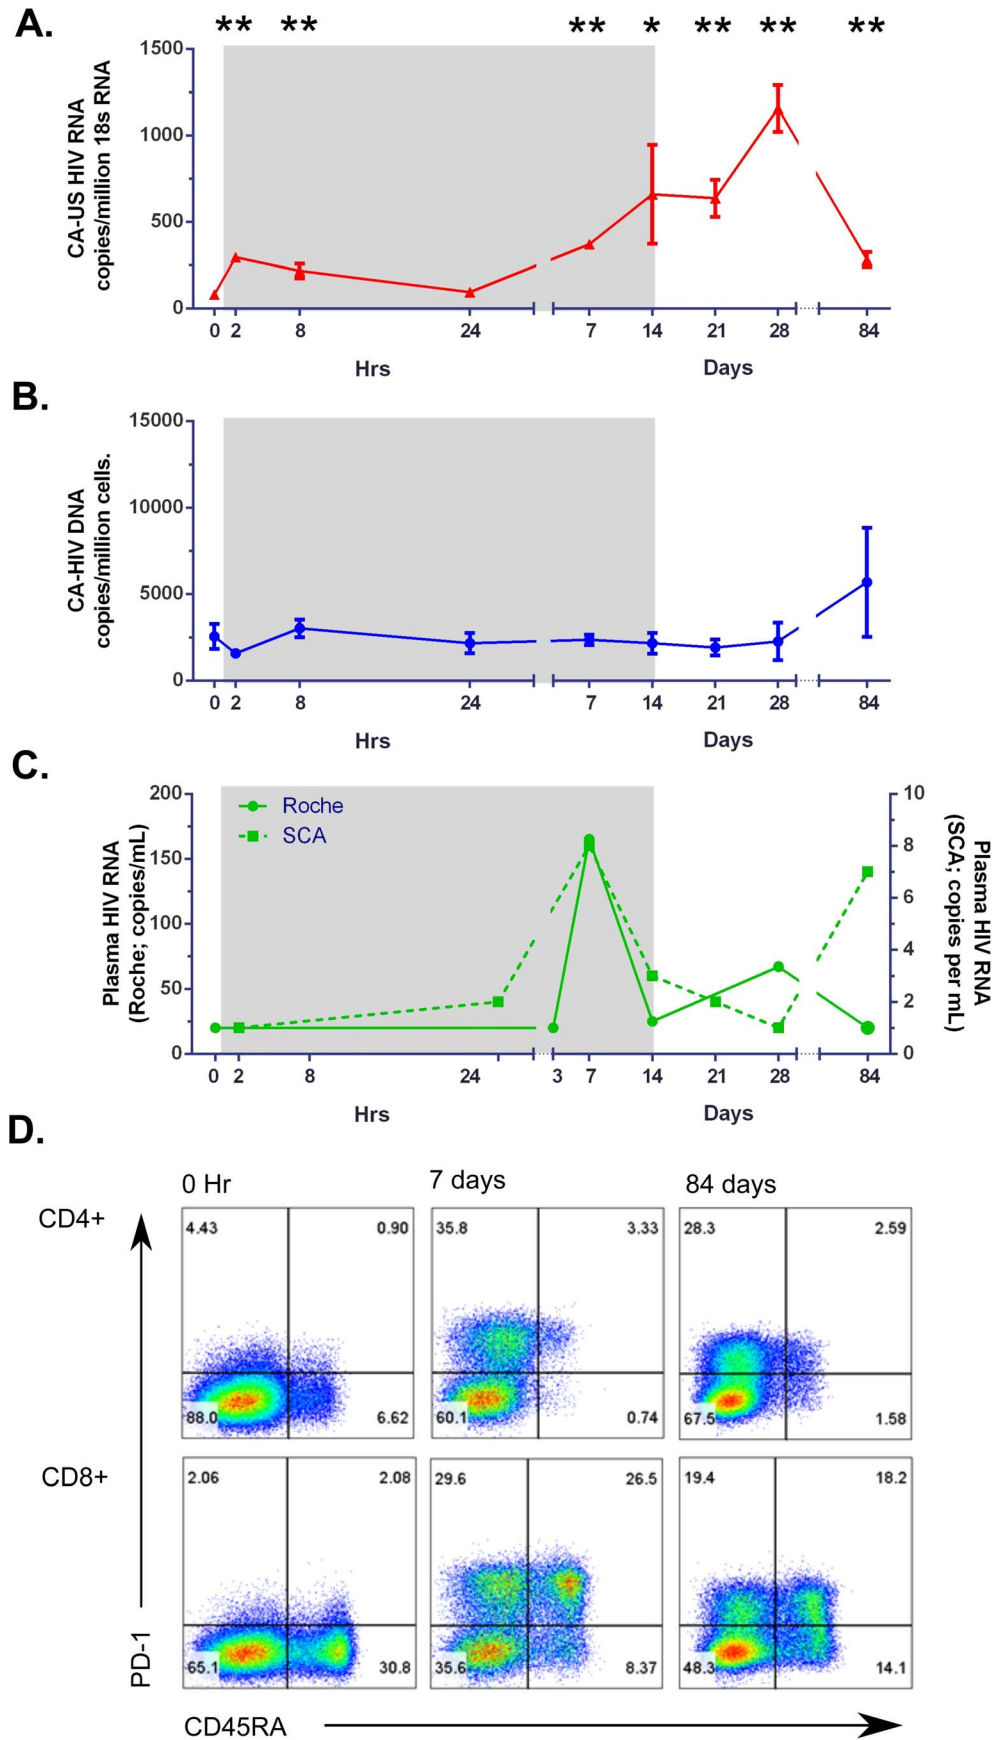 A.
** ** ** * ** ** **
CA-US HIV RNA
copies/million 18s RNA
1500
1000
500
0
0 2 8 24 7 14 21 28 84
Hrs Days
B.
CA-HIV DNA
copies/million cells.
15000
10000
5000
0
0 2 8 24 7 14 21 28 84
Hrs Days
C.
Plasma HIV RNA
(Roche; copies/mL)
200
150
100
50
0
Roche
SCA
10
8
6
4
2
0
Plasma HIV RNA
(SCA; copies per mL)
0 2 8 24 3 7 14 21 28 84
Hrs Days
D.
0 Hr 7 days 84 days
CD4+
4.43 0.90 35.8 3.33 28.3 2.59
88.0 6.62 60.1 0.74 67.5 1.58
CD8+
2.06 2.08 29.6 26.5 19.4 18.2
65.1 30.8 35.6 8.37 48.3 14.1
PD-1
CD45RA